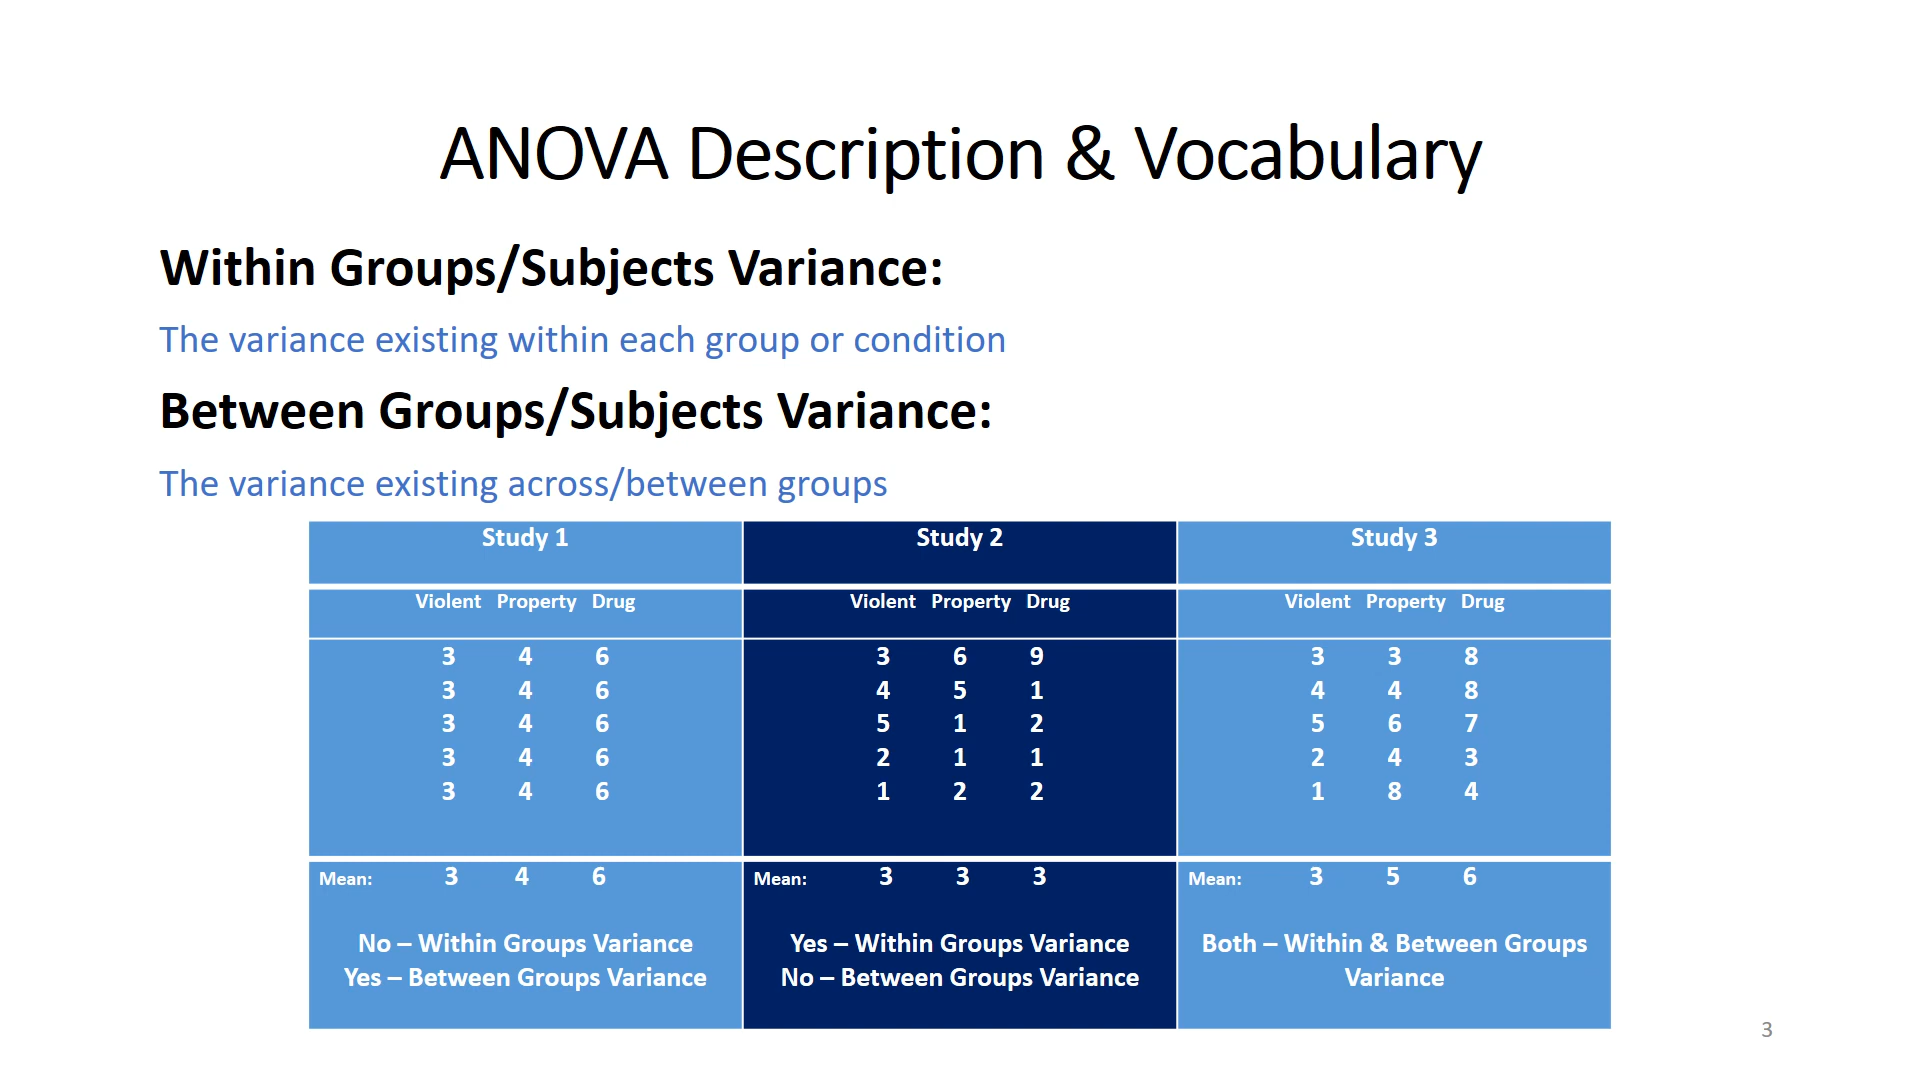 ANOVA Description & Vocabulary
Within Groups/Subjects Variance:
The variance existing within each group or condition
Between Groups/Subjects Variance:
The variance existing across/between groups
Study 1 Study 2 Study 3
Violent Property Drug Violent Property Drug Violent Property Drug
3 4 6 3 6 9 3 3 8
3 4 6 4 5 1 4 4 8
3 4 6 5 1 2 5 6 7
3 4 6 2 1 1 2 4 3
3 4 6 1 2 2 1 8 4
Mean: 3 4 6 Mean: 3 3 3 Mean: 3 5 6
No – Within Groups Variance Yes – Within Groups Variance Both – Within & Between Groups
Yes – Between Groups Variance No – Between Groups Variance Variance
3